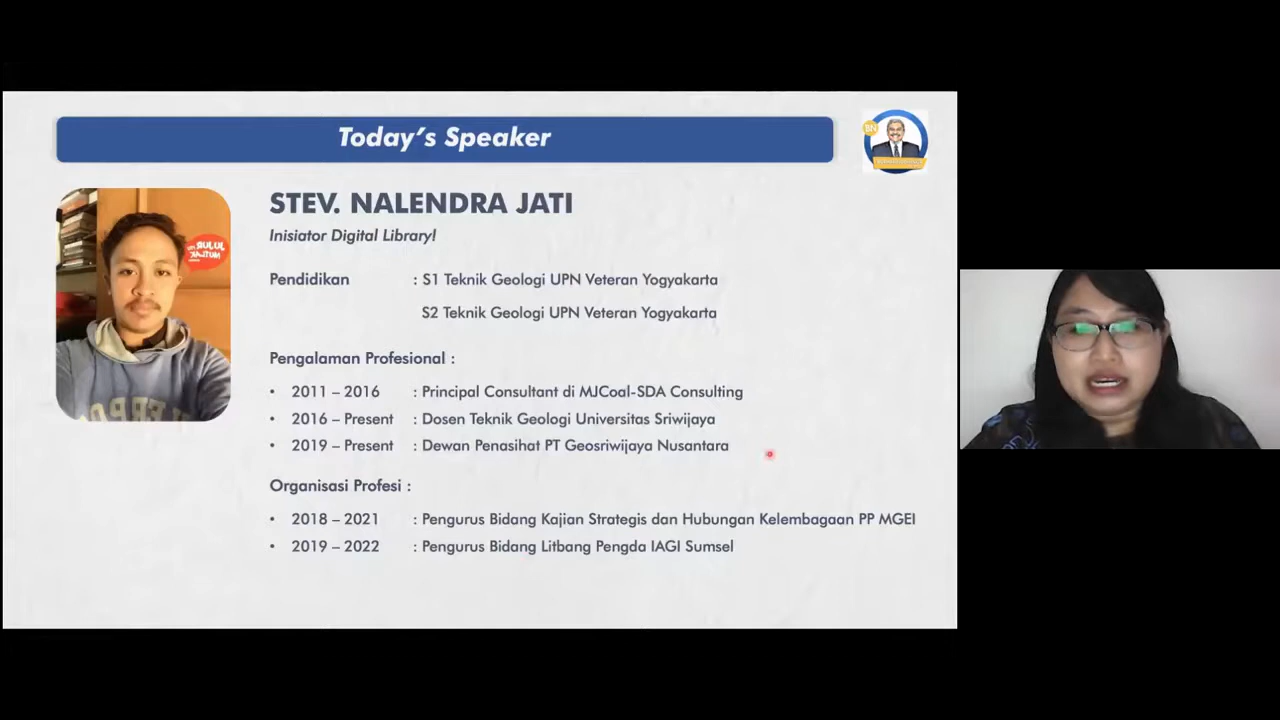 Today's Speaker
BN
STEV. NALENDRA JATI
Inisiator Digital Library!
Pendidikan : S1 Teknik Geologi UPN Veteran Yogyakarta
S2 Teknik Geologi UPN Veteran Yogyakarta
Pengalaman Profesional :
• 2011 – 2016 : Principal Consultant di MJCoal-SDA Consulting
• 2016 – Present : Dosen Teknik Geologi Universitas Sriwijaya
• 2019 – Present : Dewan Penasihat PT Geosriwijaya Nusantara
Organisasi Profesi :
• 2018 – 2021 : Pengurus Bidang Kajian Strategis dan Hubungan Kelembagaan PP MGEI
• 2019 – 2022 : Pengurus Bidang Litbang Pengda IAGI Sumsel